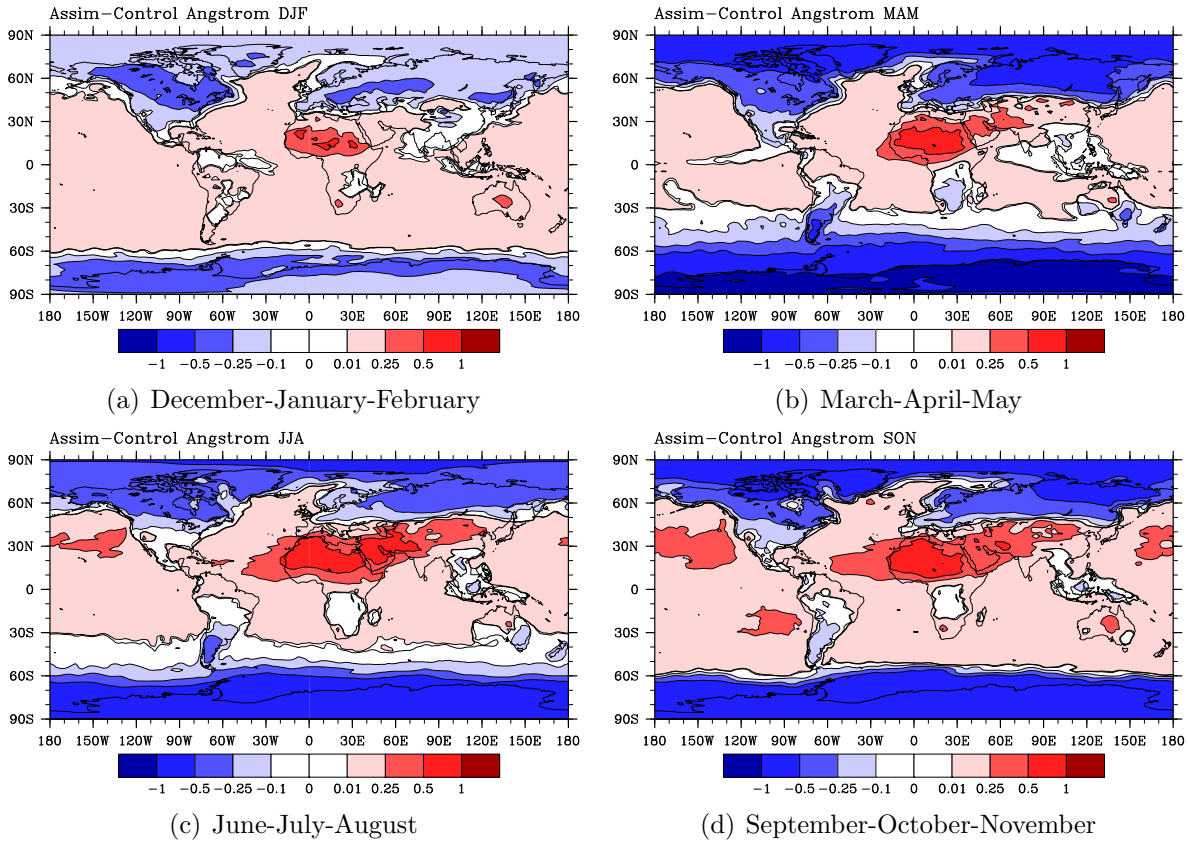 Assim-Control Angstrom DJF
90N
60N
30N
0
30S
60S
90S
180 150W 120W 90W 60W 30W 0 30E 60E 90E 120E 150E 180
-1 -0.5 -0.25 -0.1 0 0.01 0.25 0.5 1
(a) December-January-February
Assim-Control Angstrom MAM
90N
60N
30N
0
30S
60S
90S
180 150W 120W 90W 60W 30W 0 30E 60E 90E 120E 150E 180
-1 -0.5 -0.25 -0.1 0 0.01 0.25 0.5 1
(b) March-April-May
Assim-Control Angstrom JJA
90N
60N
30N
0
30S
60S
90S
180 150W 120W 90W 60W 30W 0 30E 60E 90E 120E 150E 180
-1 -0.5 -0.25 -0.1 0 0.01 0.25 0.5 1
(c) June-July-August
Assim-Control Angstrom SON
90N
60N
30N
0
30S
60S
90S
180 150W 120W 90W 60W 30W 0 30E 60E 90E 120E 150E 180
-1 -0.5 -0.25 -0.1 0 0.01 0.25 0.5 1
(d) September-October-November